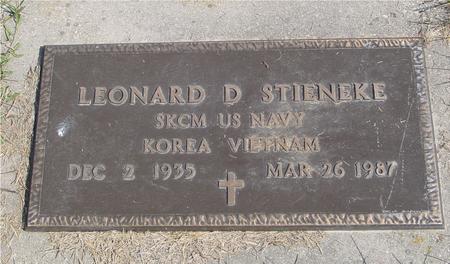 LEONARD D STIENEKE
SKCM US NAVY
KOREA VIETNAM
DEC 2 1935 MAR 26 1987